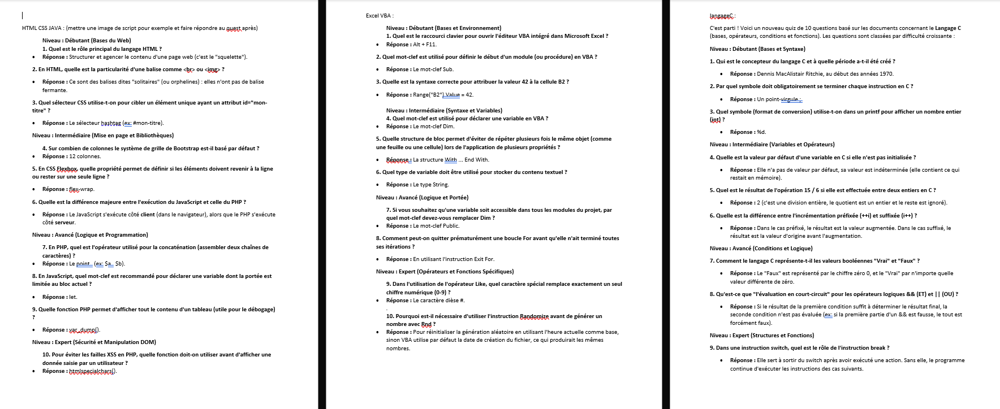 HTML CSS JAVA : (mettre une image de script pour exemple et faire répondre au quest après)
Niveau : Débutant (Bases du Web)
1. Quel est le rôle principal du langage HTML ?
• Réponse : Structurer et agencer le contenu d'une page web (c'est le "squelette").
2. En HTML, quelle est la particularité d'une balise comme <br> ou <img> ?
• Réponse : Ce sont des balises dites "solitaires" (ou orphelines) : elles n'ont pas de balise
fermante.
3. Quel sélecteur CSS utilise-t-on pour cibler un élément unique ayant un attribut id="mon-
titre" ?
• Réponse : Le sélecteur hashtag (ex: #mon-titre).
Niveau : Intermédiaire (Mise en page et Bibliothèques)
4. Sur combien de colonnes le système de grille de Bootstrap est-il basé par défaut ?
• Réponse : 12 colonnes.
5. En CSS Flexbox, quelle propriété permet de définir si les éléments doivent revenir à la ligne
ou rester sur une seule ligne ?
• Réponse : flex-wrap.
6. Quelle est la différence majeure entre l'exécution du JavaScript et celle du PHP ?
• Réponse : Le JavaScript s'exécute côté client (dans le navigateur), alors que le PHP s'exécute
côté serveur.
Niveau : Avancé (Logique et Programmation)
7. En PHP, quel est l'opérateur utilisé pour la concaténation (assembler deux chaînes de
caractères) ?
• Réponse : Le point . (ex: $a . $b).
8. En JavaScript, quel mot-clef est recommandé pour déclarer une variable dont la portée est
limitée au bloc actuel ?
• Réponse : let.
9. Quelle fonction PHP permet d'afficher tout le contenu d'un tableau (utile pour le débogage)
?
• Réponse : var_dump().
Niveau : Expert (Sécurité et Manipulation DOM)
10. Pour éviter les failles XSS en PHP, quelle fonction doit-on utiliser avant d'afficher une
donnée saisie par un utilisateur ?
• Réponse : htmlspecialchars().
Excel VBA :
Niveau : Débutant (Bases et Environnement)
1. Quel est le raccourci clavier pour ouvrir l'éditeur VBA intégré dans Microsoft Excel ?
• Réponse : Alt + F11.
2. Quel mot-clef est utilisé pour définir le début d'un module (ou procédure) en VBA ?
• Réponse : Le mot-clef Sub.
3. Quelle est la syntaxe correcte pour attribuer la valeur 42 à la cellule B2 ?
• Réponse : Range("B2").Value = 42.
Niveau : Intermédiaire (Syntaxe et Variables)
4. Quel mot-clef est utilisé pour déclarer une variable en VBA ?
• Réponse : Le mot-clef Dim.
5. Quelle structure de bloc permet d'éviter de répéter plusieurs fois le même objet (comme
une feuille ou une cellule) lors de l'application de plusieurs propriétés ?
• Réponse : La structure With ... End With.
6. Quel type de variable doit être utilisé pour stocker du contenu textuel ?
• Réponse : Le type String.
Niveau : Avancé (Logique et Portée)
7. Si vous souhaitez qu'une variable soit accessible dans tous les modules du projet, par
quel mot-clef devez-vous remplacer Dim ?
• Réponse : Le mot-clef Public.
8. Comment peut-on quitter prématurément une boucle For avant qu'elle n'ait terminé toutes
ses itérations ?
• Réponse : En utilisant l'instruction Exit For.
Niveau : Expert (Opérateurs et Fonctions Spécifiques)
9. Dans l'utilisation de l'opérateur Like, quel caractère spécial remplace exactement un seul
chiffre numérique (0-9) ?
• Réponse : Le caractère dièse #.
.
10. Pourquoi est-il nécessaire d'utiliser l'instruction Randomize avant de générer un
nombre avec Rnd ?
• Réponse : Pour réinitialiser la génération aléatoire en utilisant l'heure actuelle comme base,
sinon VBA utilise par défaut la date de création du fichier, ce qui produirait les mêmes
nombres.
langageC :
C'est parti ! Voici un nouveau quiz de 10 questions basé sur les documents concernant le Langage C
(bases, opérateurs, conditions et fonctions). Les questions sont classées par difficulté croissante :
Niveau : Débutant (Bases et Syntaxe)
1. Qui est le concepteur du langage C et à quelle période a-t-il été créé ?
• Réponse : Dennis MacAlistair Ritchie, au début des années 1970.
2. Par quel symbole doit obligatoirement se terminer chaque instruction en C ?
• Réponse : Un point-virgule ;.
3. Quel symbole (format de conversion) utilise-t-on dans un printf pour afficher un nombre entier
(int) ?
• Réponse : %d.
Niveau : Intermédiaire (Variables et Opérateurs)
4. Quelle est la valeur par défaut d'une variable en C si elle n'est pas initialisée ?
• Réponse : Elle n'a pas de valeur par défaut, sa valeur est indéterminée (elle contient ce qui
restait en mémoire).
5. Quel est le résultat de l'opération 15 / 6 si elle est effectuée entre deux entiers en C ?
• Réponse : 2 (c'est une division entière, le quotient est un entier et le reste est ignoré).
6. Quelle est la différence entre l'incrémentation préfixée (++i) et suffixée (i++) ?
• Réponse : Dans le cas préfixé, le résultat est la valeur augmentée. Dans le cas suffixé, le
résultat est la valeur d'origine avant l'augmentation.
Niveau : Avancé (Conditions et Logique)
7. Comment le langage C représente-t-il les valeurs booléennes "Vrai" et "Faux" ?
• Réponse : Le "Faux" est représenté par le chiffre zéro 0, et le "Vrai" par n'importe quelle
valeur différente de zéro.
8. Qu'est-ce que "l'évaluation en court-circuit" pour les opérateurs logiques && (ET) et || (OU) ?
• Réponse : Si le résultat de la première condition suffit à déterminer le résultat final, la
seconde condition n'est pas évaluée (ex: si la première partie d'un && est fausse, le tout est
forcément faux).
Niveau : Expert (Structures et Fonctions)
9. Dans une instruction switch, quel est le rôle de l'instruction break ?
• Réponse : Elle sert à sortir du switch après avoir exécuté une action. Sans elle, le programme
continue d'exécuter les instructions des cas suivants.